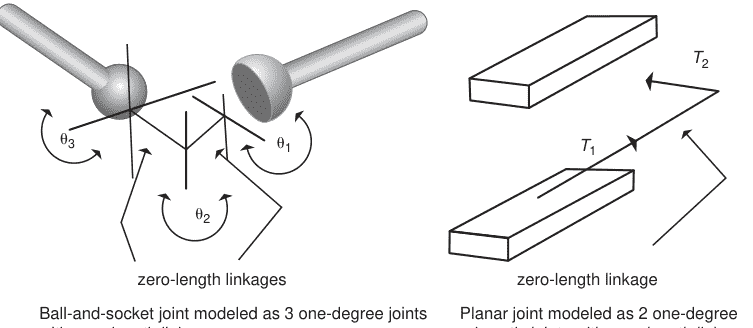 T2
θ3
θ1
T1
θ2
zero-length linkages
zero-length linkage
Ball-and-socket joint modeled as 3 one-degree joints
Planar joint modeled as 2 one-degree